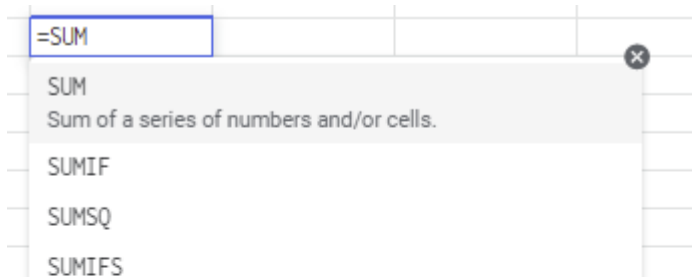 =SUM
SUM
Sum of a series of numbers and/or cells.
SUMIF
SUMSQ
SUMIFS